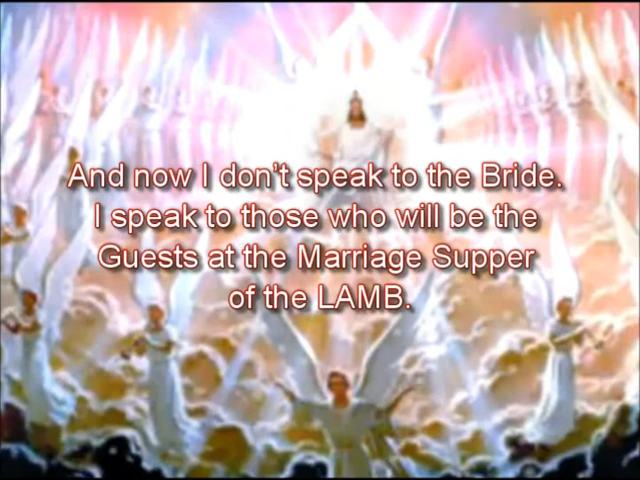 And now I don't speak to the Bride.
I speak to those who will be the
Guests at the Marriage Supper
of the LAMB.